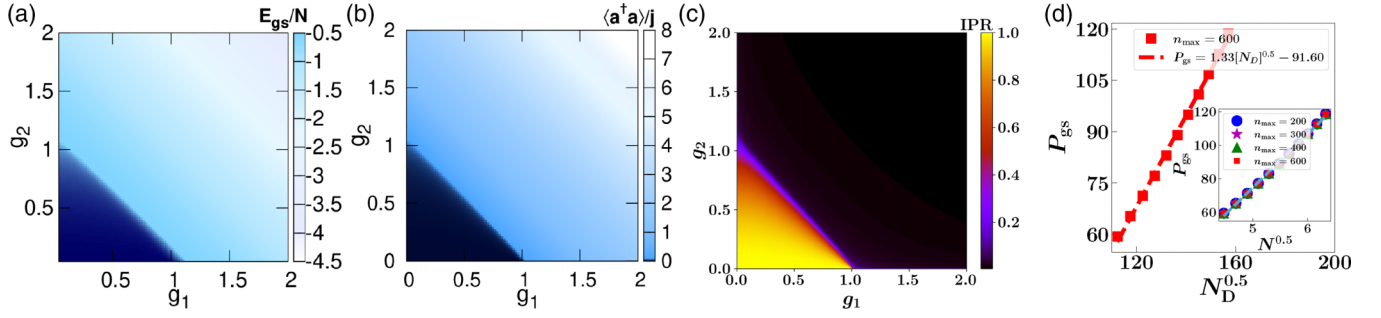 (a)
E_gs/N
2
1.5
g_2
1
0.5
0.5
1
g_1
1.5
2
-0.5
-1
-1.5
-2
-2.5
-3
-3.5
-4
-4.5
(b)
⟨a†a⟩/j
2
1.5
g_2
1
0.5
0
0
0.5
1
g_1
1.5
2
8
7
6
5
4
3
2
1
0
(c)
IPR
2.0
1.5
g_2
1.0
0.5
0.0
0.0
0.5
1.0
1.5
2.0
g_1
1.0
0.8
0.6
0.4
0.2
(d)
120
105
90
75
60
P_gs
n_max = 600
P_gs = 1.33[N_D]^0.5 − 91.60
120
100
80
60
P_gs
n_max = 200
n_max = 300
n_max = 400
n_max = 600
5
6
N^0.5
120
160
200
N_D^0.5